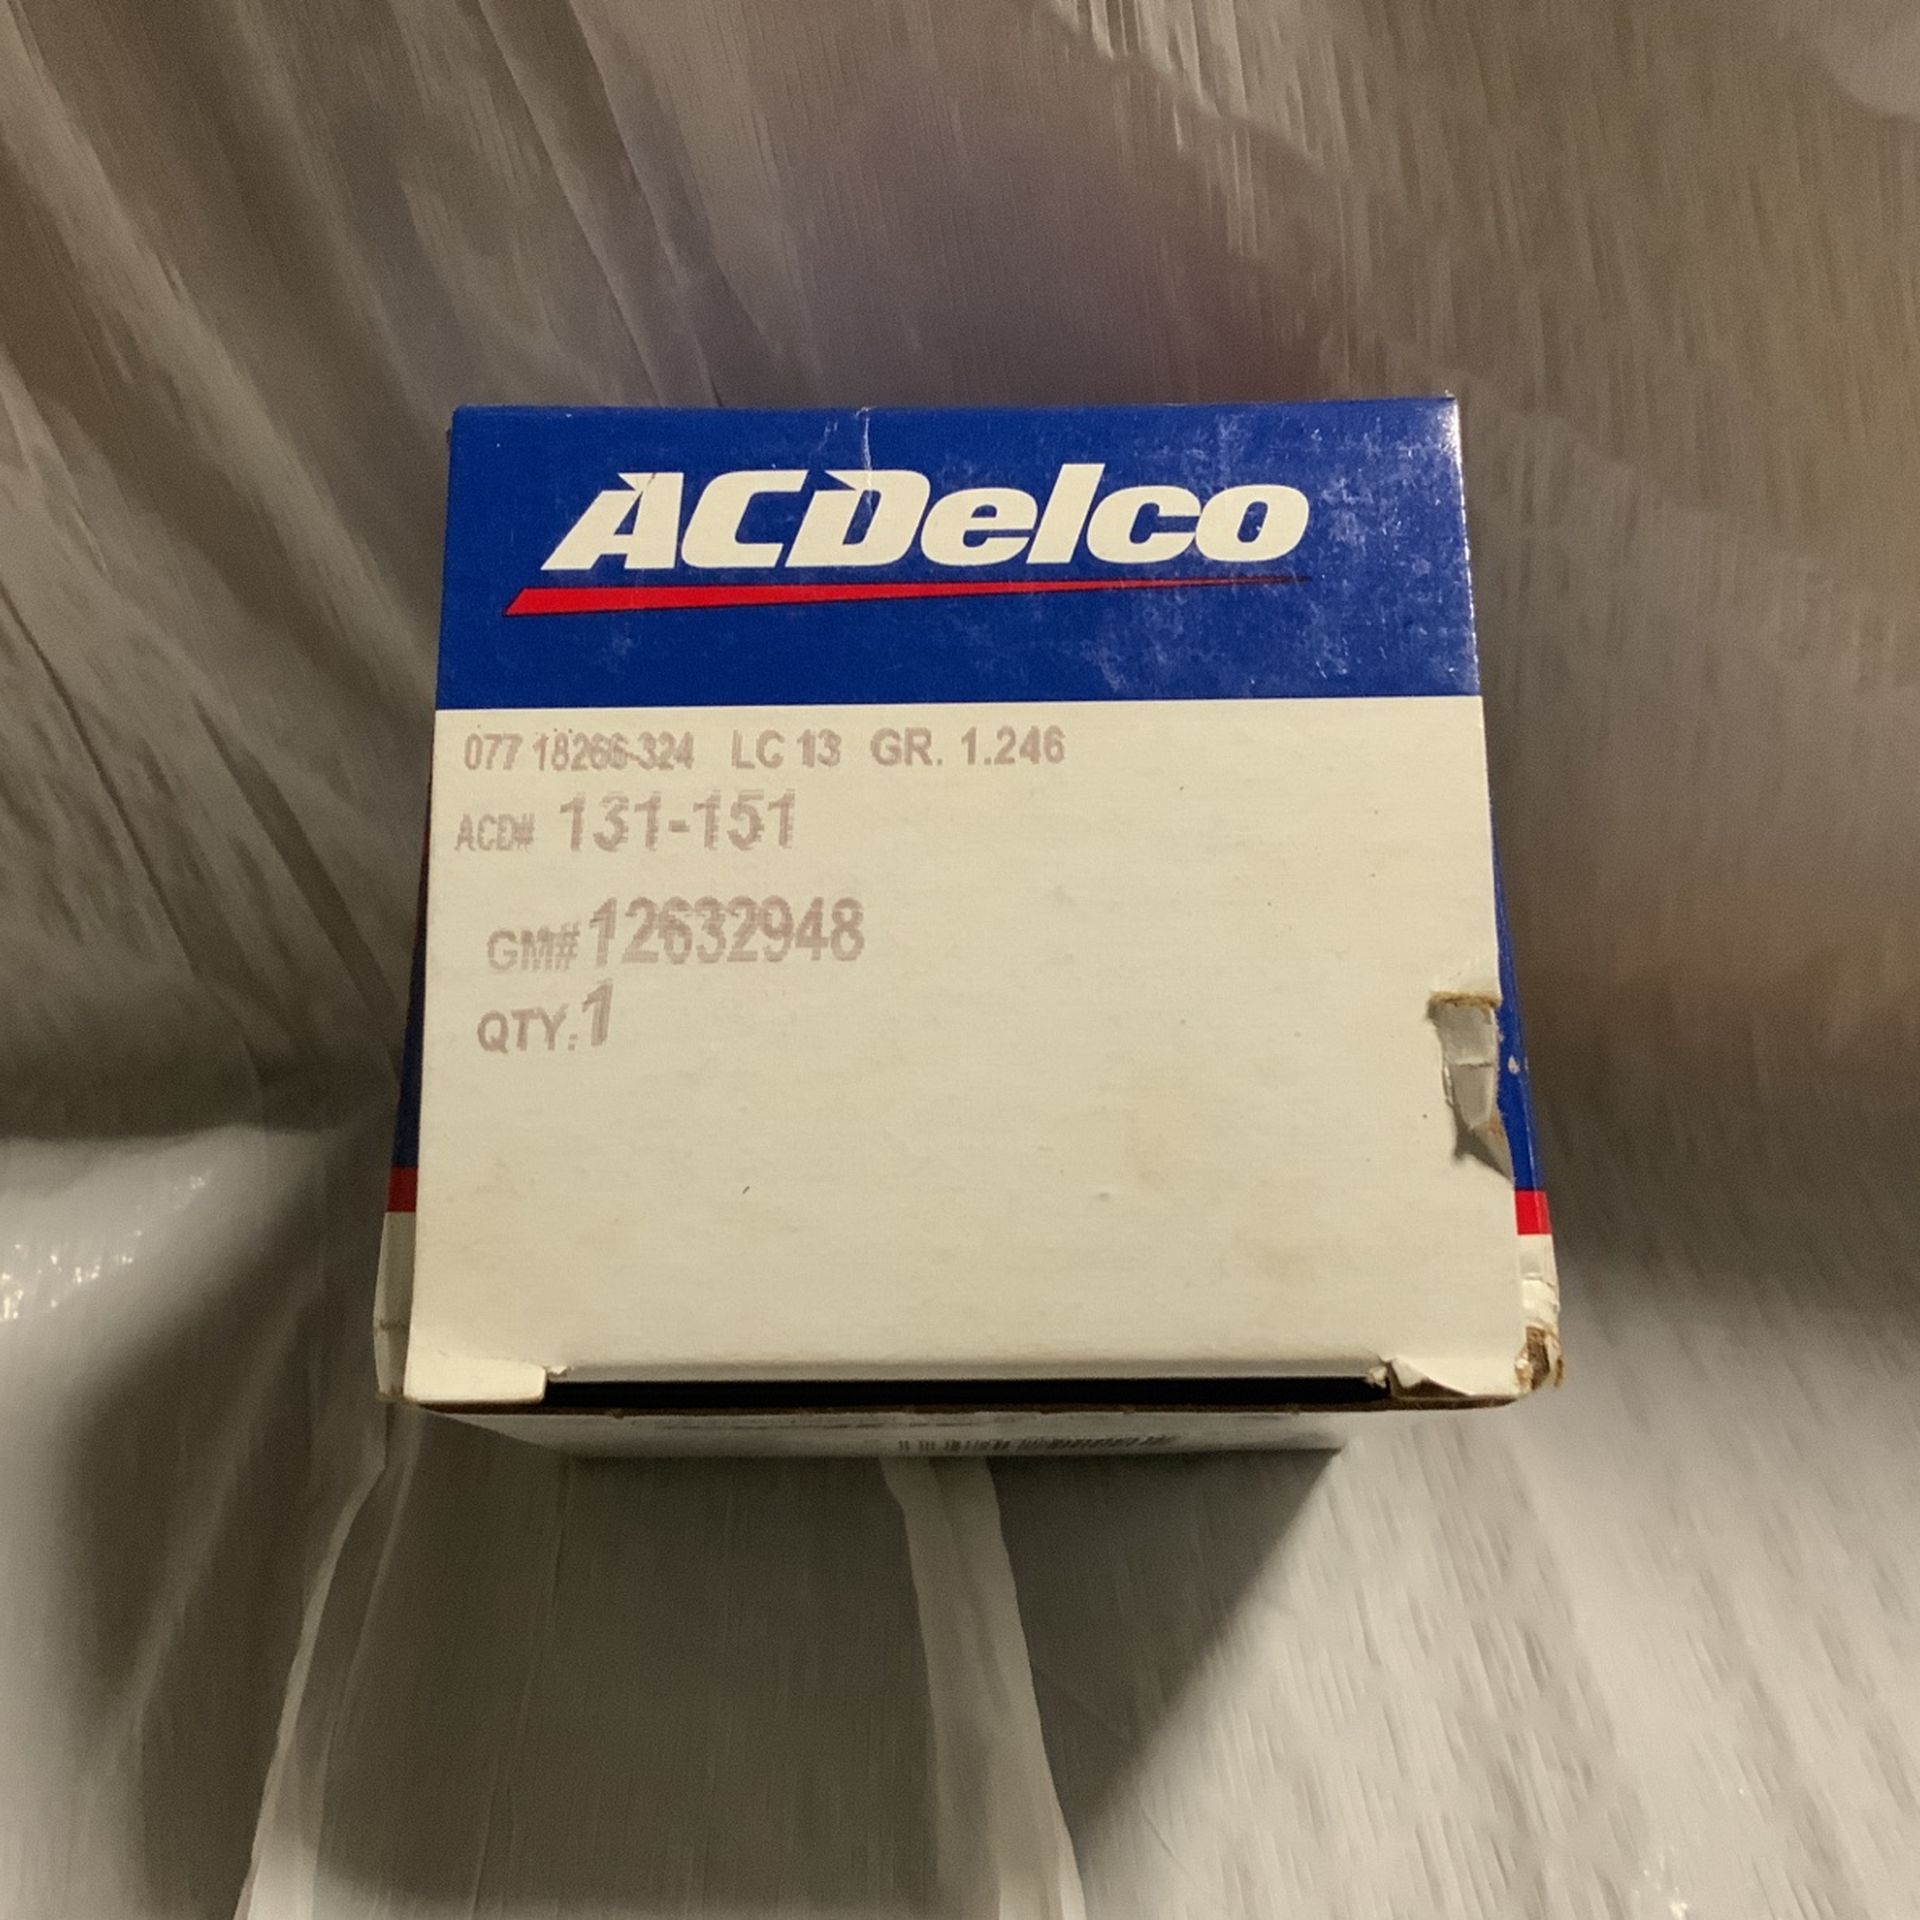 ACDelco
077 18266-324 LC 13 GR. 1.246
ACD# 131-151
GM# 12632948
QTY. 1